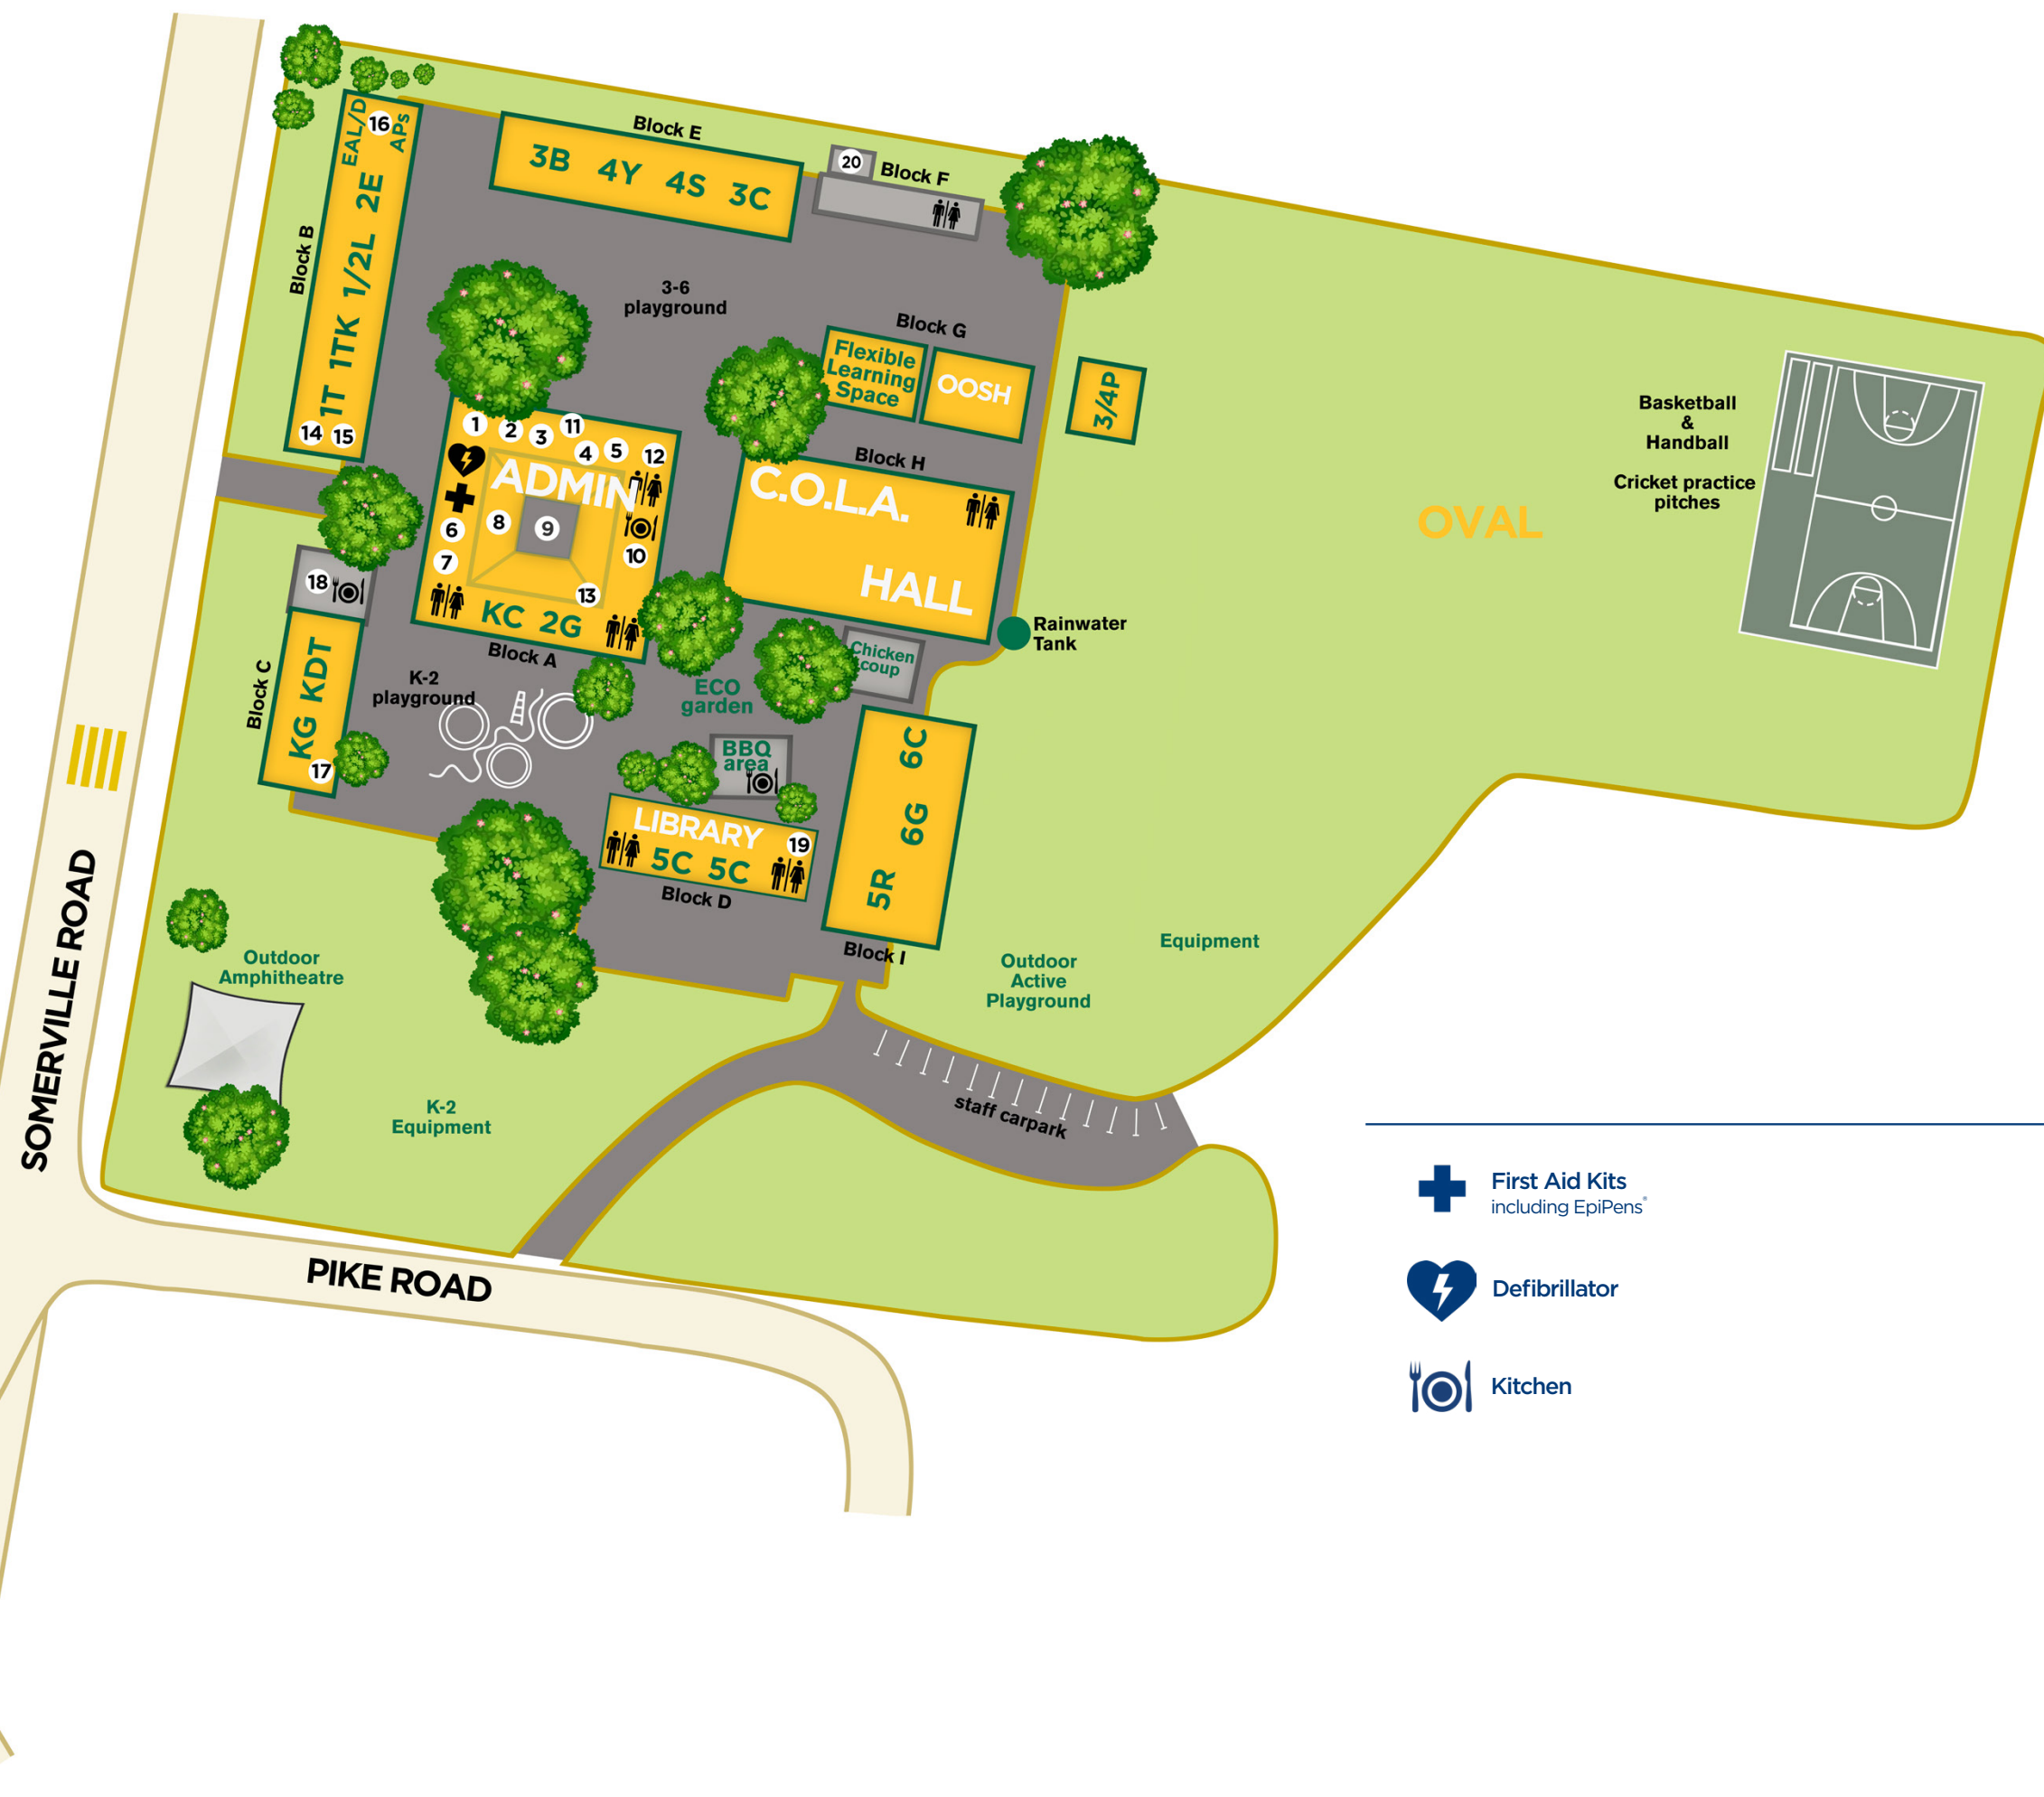 EAL/D
16
APs
2E
1/2L
1TK
1T
14
15
Block B
Block E
3B 4Y 4S 3C
20
Block F
3-6
playground
Block G
Flexible
Learning
Space
OOSH
3/4P
1
2
3
11
4
5
12
ADMIN
6
8
9
7
10
13
KC 2G
Block A
Block H
C.O.L.A.
HALL
Rainwater
Tank
Chicken
coup
18
Block C
KG KDT
17
K-2
playground
ECO
garden
BBQ
area
LIBRARY
19
5C 5C
Block D
6C
6G
5R
Block I
Basketball
&
Handball
Cricket practice
pitches
OVAL
Equipment
Outdoor
Active
Playground
Outdoor
Amphitheatre
K-2
Equipment
staff carpark
SOMERVILLE ROAD
PIKE ROAD
First Aid Kits
including EpiPens®
Defibrillator
Kitchen